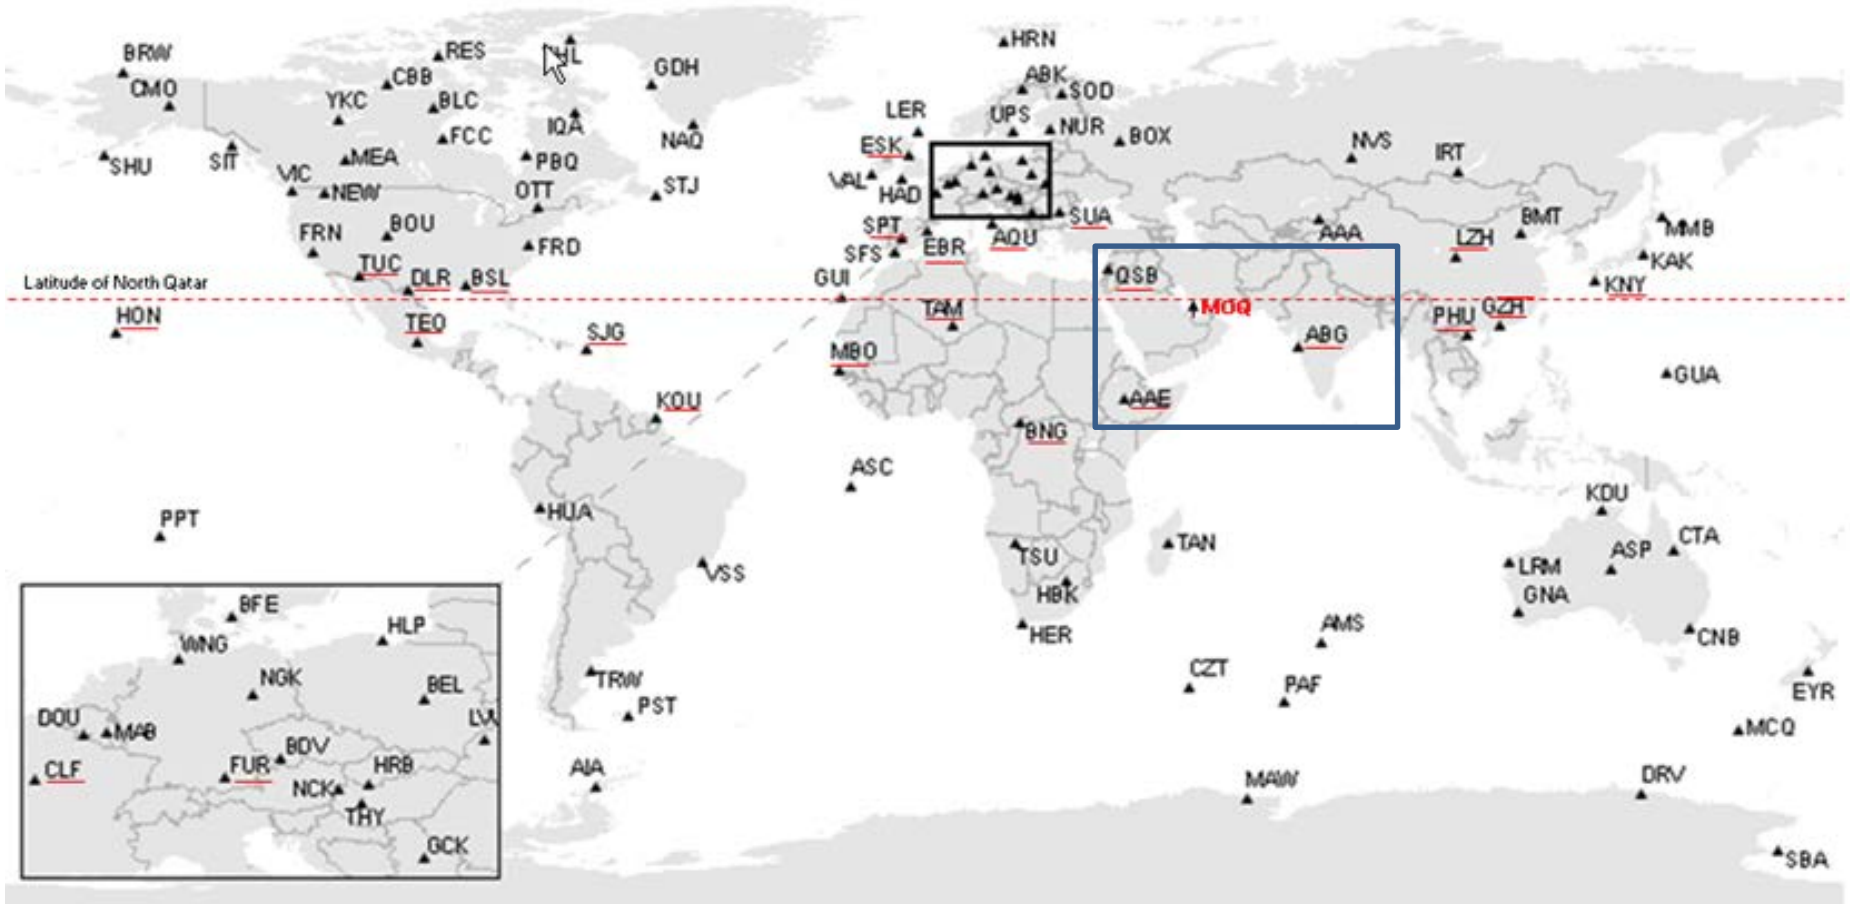 BRW
RES
HRN
CMO
CBB
GDH
ABK
SOD
YKC
BLC
LER
UPS
IQA
FCC
NAQ
NUR
BOX
NVS
ESK
IRT
SHU
SIT
MEA
PBQ
VIC
VAL
HAD
NEW
OTT
STJ
BOU
SPT
SUA
BMT
FRN
FRD
EBR
AQU
AAA
LZH
MMB
SFS
TUC
KAK
DLR
BSL
GUI
QSB
KNY
Latitude of North Qatar
HON
TEO
SJG
TAM
MOQ
PHU
GZH
ABG
MBO
GUA
KOU
AAE
BNG
ASC
KDU
PPT
HUA
TSU
TAN
ASP
CTA
VSS
LRM
HBK
GNA
HER
AMS
CNB
BFE
HLP
WNG
NGK
BEL
TRW
CZT
PAF
EYR
PST
DOU
MAB
MCQ
BDV
CLF
FUR
HRB
NCK
AIA
MAW
DRV
THY
GCK
SBA